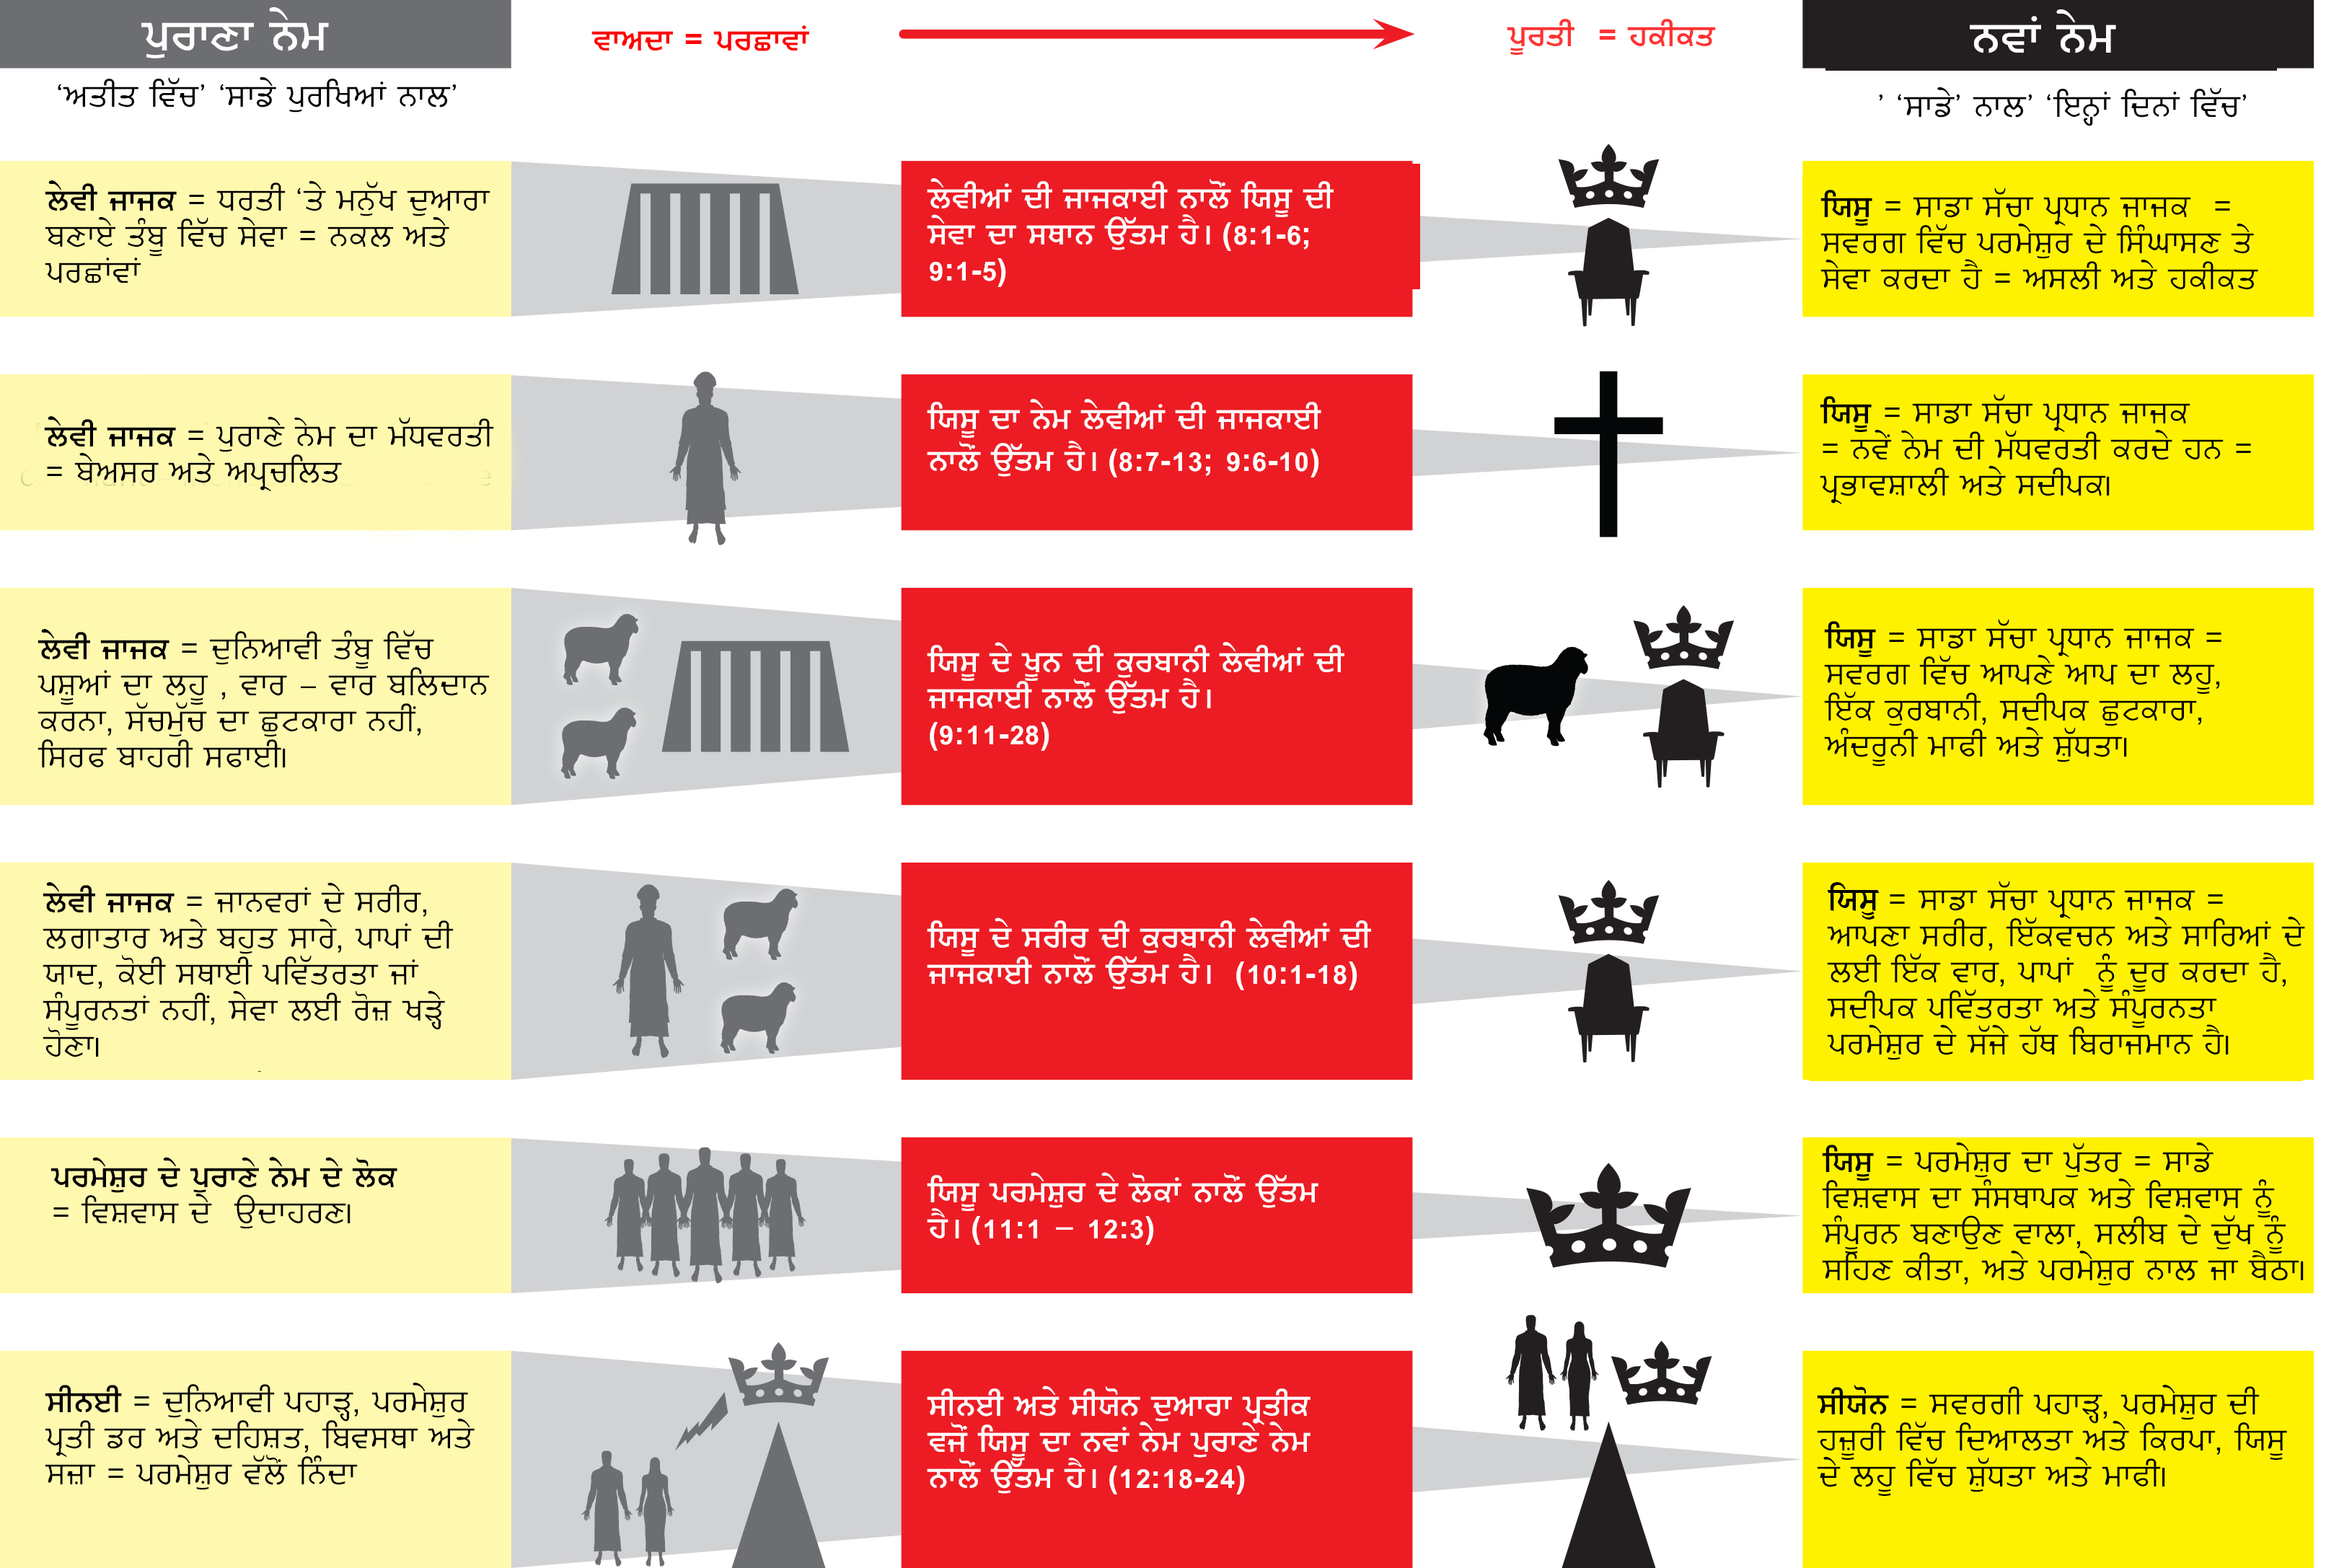 ਪੁਰਾਣਾ ਨੇਮ
ਵਾਅਦਾ = ਪਰਛਾਵਾਂ
ਪੂਰਤੀ = ਹਕੀਕਤ
ਨਵਾਂ ਨੇਮ
‘ਅਤੀਤ ਵਿੱਚ’ ‘ਸਾਡੇ ਪੁਰਖਿਆਂ ਨਾਲ’
’ ‘ਸਾਡੇ’ ਨਾਲ’ ‘ਇਨ੍ਹਾਂ ਦਿਨਾਂ ਵਿੱਚ’
ਲੇਵੀ ਜਾਜਕ = ਧਰਤੀ ‘ਤੇ ਮਨੁੱਖ ਦੁਆਰਾ
ਬਣਾਏ ਤੰਬੂ ਵਿੱਚ ਸੇਵਾ = ਨਕਲ ਅਤੇ
ਪਰਛਾਂਵਾਂ
ਲੇਵੀਆਂ ਦੀ ਜਾਜਕਾਈ ਨਾਲੋਂ ਯਿਸੂ ਦੀ
ਸੇਵਾ ਦਾ ਸਥਾਨ ਉੱਤਮ ਹੈ। (8:1-6;
9:1-5)
ਯਿਸੂ = ਸਾਡਾ ਸੱਚਾ ਪ੍ਰਧਾਨ ਜਾਜਕ =
ਸਵਰਗ ਵਿੱਚ ਪਰਮੇਸ਼ੁਰ ਦੇ ਸਿੰਘਾਸਣ ਤੇ
ਸੇਵਾ ਕਰਦਾ ਹੈ = ਅਸਲੀ ਅਤੇ ਹਕੀਕਤ
ਲੇਵੀ ਜਾਜਕ = ਪੁਰਾਣੇ ਨੇਮ ਦਾ ਮੱਧਵਰਤੀ
= ਬੇਅਸਰ ਅਤੇ ਅਪ੍ਰਚਲਿਤ
ਯਿਸੂ ਦਾ ਨੇਮ ਲੇਵੀਆਂ ਦੀ ਜਾਜਕਾਈ
ਨਾਲੋਂ ਉੱਤਮ ਹੈ। (8:7-13; 9:6-10)
ਯਿਸੂ = ਸਾਡਾ ਸੱਚਾ ਪ੍ਰਧਾਨ ਜਾਜਕ
= ਨਵੇਂ ਨੇਮ ਦੀ ਮੱਧਵਰਤੀ ਕਰਦੇ ਹਨ =
ਪ੍ਰਭਾਵਸ਼ਾਲੀ ਅਤੇ ਸਦੀਪਕ।
ਲੇਵੀ ਜਾਜਕ = ਦੁਨਿਆਵੀ ਤੰਬੂ ਵਿੱਚ
ਪਸ਼ੂਆਂ ਦਾ ਲਹੂ , ਵਾਰ – ਵਾਰ ਬਲਿਦਾਨ
ਕਰਨਾ, ਸੱਚਮੁੱਚ ਦਾ ਛੁਟਕਾਰਾ ਨਹੀਂ,
ਸਿਰਫ ਬਾਹਰੀ ਸਫਾਈ।
ਯਿਸੂ ਦੇ ਖੂਨ ਦੀ ਕੁਰਬਾਨੀ ਲੇਵੀਆਂ ਦੀ
ਜਾਜਕਾਈ ਨਾਲੋਂ ਉੱਤਮ ਹੈ।
(9:11-28)
ਯਿਸੂ = ਸਾਡਾ ਸੱਚਾ ਪ੍ਰਧਾਨ ਜਾਜਕ =
ਸਵਰਗ ਵਿੱਚ ਆਪਣੇ ਆਪ ਦਾ ਲਹੂ,
ਇੱਕ ਕੁਰਬਾਨੀ, ਸਦੀਪਕ ਛੁਟਕਾਰਾ,
ਅੰਦਰੂਨੀ ਮਾਫੀ ਅਤੇ ਸ਼ੁੱਧਤਾ।
ਲੇਵੀ ਜਾਜਕ = ਜਾਨਵਰਾਂ ਦੇ ਸਰੀਰ,
ਲਗਾਤਾਰ ਅਤੇ ਬਹੁਤ ਸਾਰੇ, ਪਾਪਾਂ ਦੀ
ਯਾਦ, ਕੋਈ ਸਥਾਈ ਪਵਿੱਤਰਤਾ ਜਾਂ
ਸੰਪੂਰਨਤਾਂ ਨਹੀਂ, ਸੇਵਾ ਲਈ ਰੋਜ਼ ਖੜ੍ਹੇ
ਹੋਣਾ।
ਯਿਸੂ ਦੇ ਸਰੀਰ ਦੀ ਕੁਰਬਾਨੀ ਲੇਵੀਆਂ ਦੀ
ਜਾਜਕਾਈ ਨਾਲੋਂ ਉੱਤਮ ਹੈ। (10:1-18)
ਯਿਸੂ = ਸਾਡਾ ਸੱਚਾ ਪ੍ਰਧਾਨ ਜਾਜਕ =
ਆਪਣਾ ਸਰੀਰ, ਇੱਕਵਚਨ ਅਤੇ ਸਾਰਿਆਂ ਦੇ
ਲਈ ਇੱਕ ਵਾਰ, ਪਾਪਾਂ ਨੂੰ ਦੂਰ ਕਰਦਾ ਹੈ,
ਸਦੀਪਕ ਪਵਿੱਤਰਤਾ ਅਤੇ ਸੰਪੂਰਨਤਾ
ਪਰਮੇਸ਼ੁਰ ਦੇ ਸੱਜੇ ਹੱਥ ਬਿਰਾਜਮਾਨ ਹੈ।
ਪਰਮੇਸ਼ੁਰ ਦੇ ਪੁਰਾਣੇ ਨੇਮ ਦੇ ਲੋਕ
= ਵਿਸ਼ਵਾਸ ਦੇ ਉਦਾਹਰਣ।
ਯਿਸੂ ਪਰਮੇਸ਼ੁਰ ਦੇ ਲੋਕਾਂ ਨਾਲੋਂ ਉੱਤਮ
ਹੈ। (11:1 – 12:3)
ਯਿਸੂ = ਪਰਮੇਸ਼ੁਰ ਦਾ ਪੁੱਤਰ = ਸਾਡੇ
ਵਿਸ਼ਵਾਸ ਦਾ ਸੰਸਥਾਪਕ ਅਤੇ ਵਿਸ਼ਵਾਸ ਨੂੰ
ਸੰਪੂਰਨ ਬਣਾਉਣ ਵਾਲਾ, ਸਲੀਬ ਦੇ ਦੁੱਖ ਨੂੰ
ਸਹਿਣ ਕੀਤਾ, ਅਤੇ ਪਰਮੇਸ਼ੁਰ ਨਾਲ ਜਾ ਬੈਠਾ।
ਸੀਨਈ = ਦੁਨਿਆਵੀ ਪਹਾੜ੍ਹ, ਪਰਮੇਸ਼ੁਰ
ਪ੍ਰਤੀ ਡਰ ਅਤੇ ਦਹਿਸ਼ਤ, ਬਿਵਸਥਾ ਅਤੇ
ਸਜ਼ਾ = ਪਰਮੇਸ਼ੁਰ ਵੱਲੋਂ ਨਿੰਦਾ
ਸੀਨਈ ਅਤੇ ਸੀਯੋਨ ਦੁਆਰਾ ਪ੍ਰਤੀਕ
ਵਜੋਂ ਯਿਸੂ ਦਾ ਨਵਾਂ ਨੇਮ ਪੁਰਾਣੇ ਨੇਮ
ਨਾਲੋਂ ਉੱਤਮ ਹੈ। (12:18-24)
ਸੀਯੋਨ = ਸਵਰਗੀ ਪਹਾੜ੍ਹ, ਪਰਮੇਸ਼ੁਰ ਦੀ
ਹਜ਼ੂਰੀ ਵਿੱਚ ਦਿਆਲਤਾ ਅਤੇ ਕਿਰਪਾ, ਯਿਸੂ
ਦੇ ਲਹੂ ਵਿੱਚ ਸ਼ੁੱਧਤਾ ਅਤੇ ਮਾਫੀ।